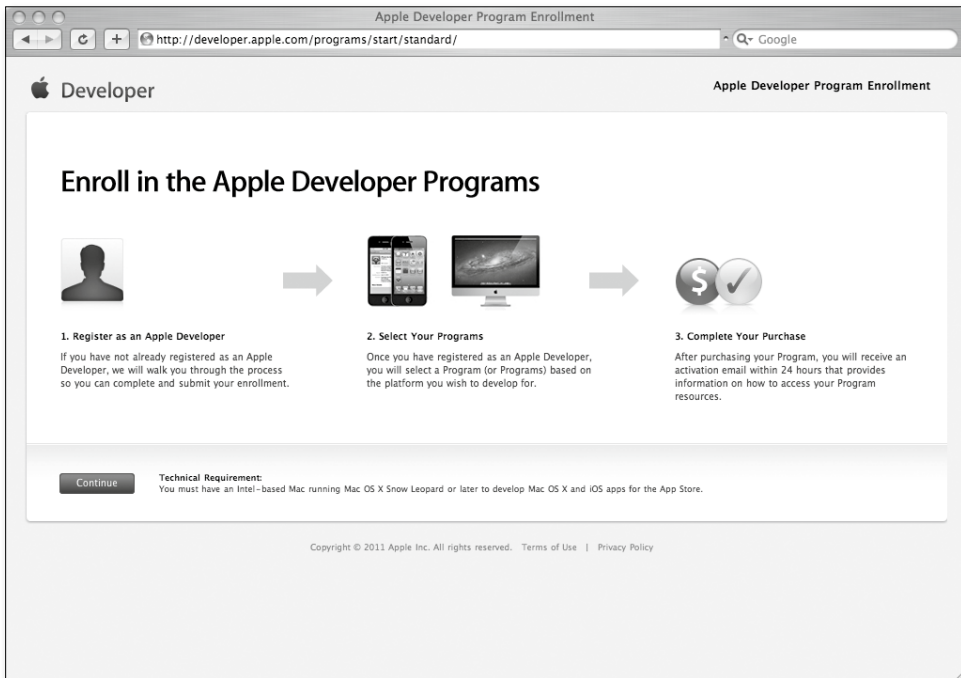 Apple Developer Program Enrollment
http://developer.apple.com/programs/start/standard/
Google
Developer
Apple Developer Program Enrollment
Enroll in the Apple Developer Programs
1. Register as an Apple Developer
If you have not already registered as an Apple
Developer, we will walk you through the process
so you can complete and submit your enrollment.
2. Select Your Programs
Once you have registered as an Apple Developer,
you will select a Program (or Programs) based on
the platform you wish to develop for.
$
3. Complete Your Purchase
After purchasing your Program, you will receive an
activation email within 24 hours that provides
information on how to access your Program
resources.
Continue
Technical Requirement:
You must have an Intel-based Mac running Mac OS X Snow Leopard or later to develop Mac OS X and iOS apps for the App Store.
Copyright © 2011 Apple Inc. All rights reserved. Terms of Use | Privacy Policy